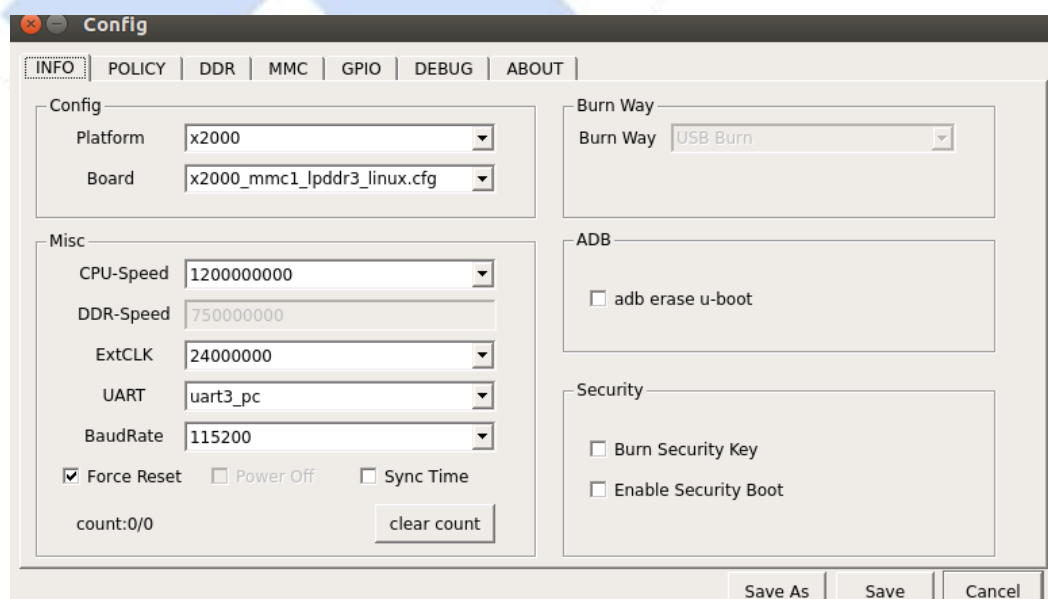 Config
INFO POLICY DDR MMC GPIO DEBUG ABOUT
Config
Platform x2000
Board x2000_mmc1_lpddr3_linux.cfg
Burn Way
Burn Way USB Burn
Misc
CPU-Speed 1200000000
DDR-Speed 750000000
ExtCLK 24000000
UART uart3_pc
BaudRate 115200
Force Reset Power Off Sync Time
count:0/0 clear count
ADB
adb erase u-boot
Security
Burn Security Key
Enable Security Boot
Save As Save Cancel